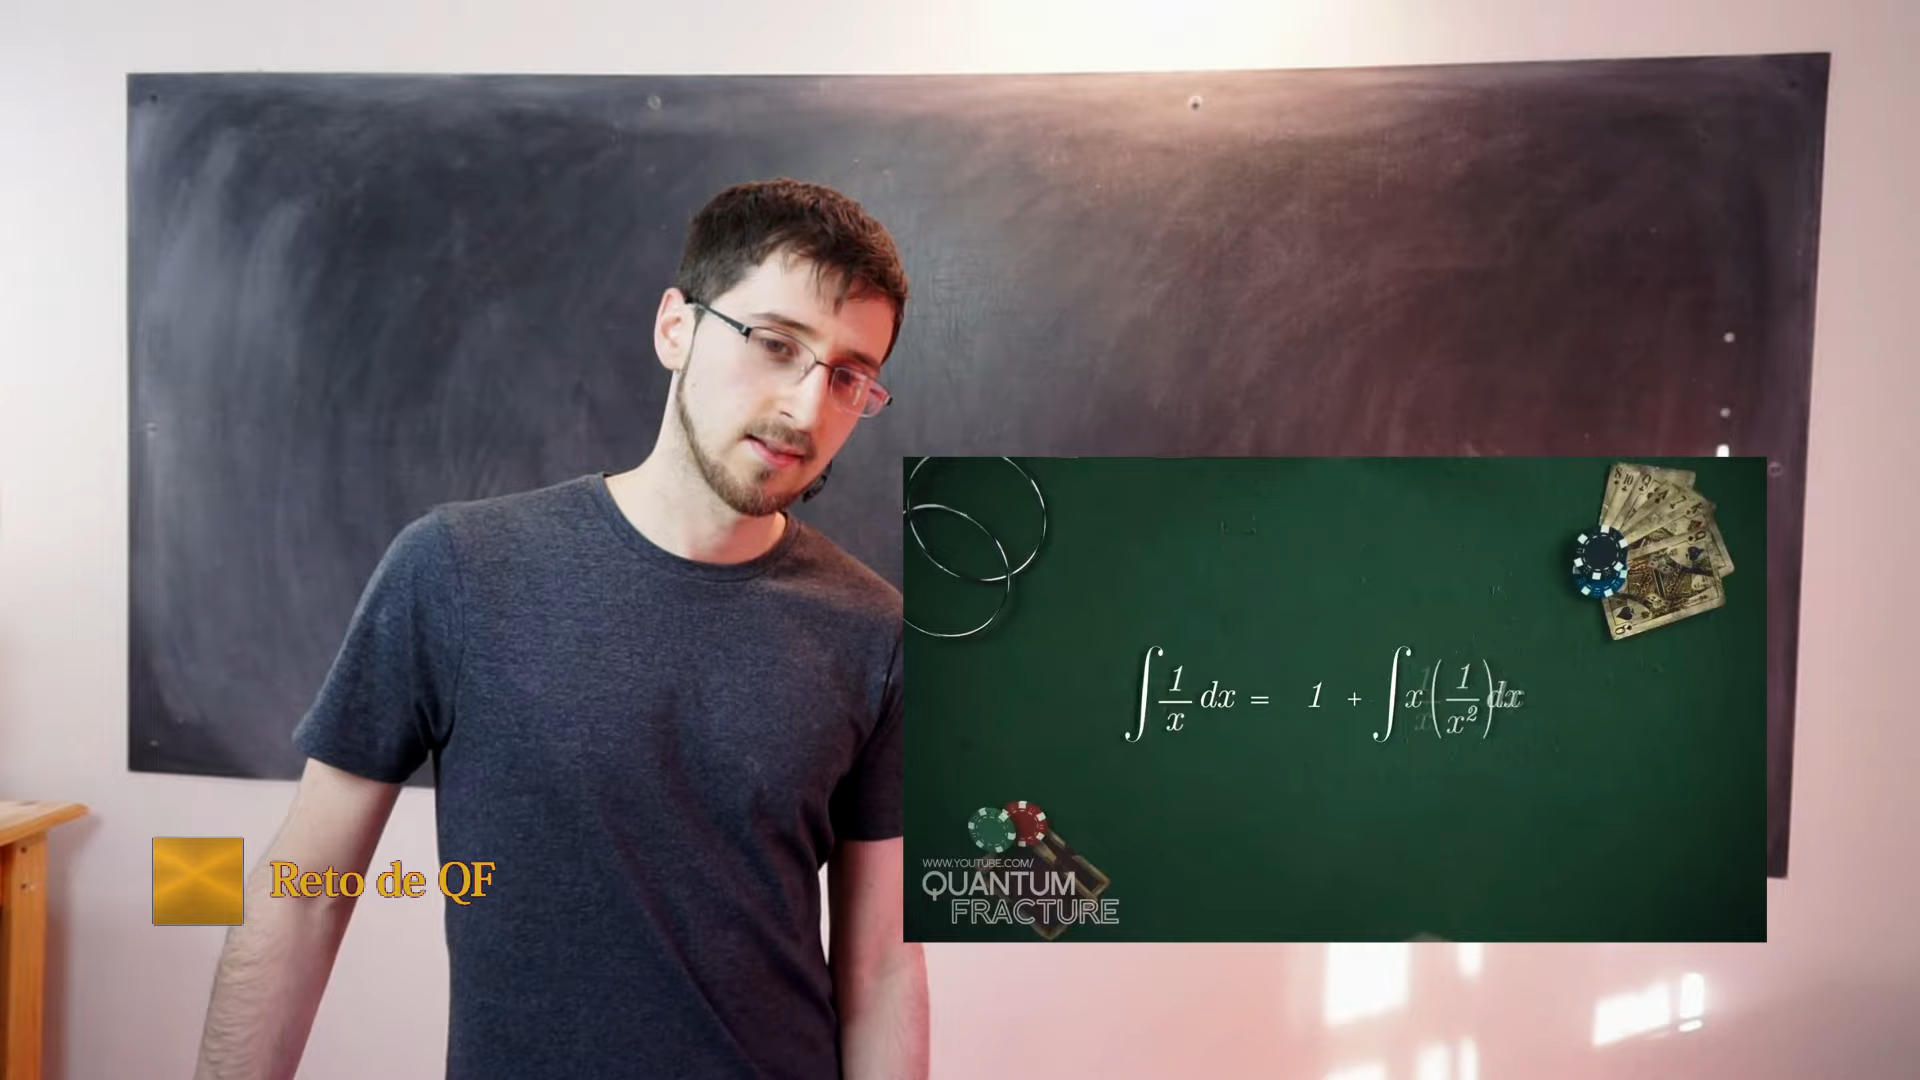 ∫ 1/x dx = 1 + ∫ x (1/x²) dx
WWW.YOUTUBE.COM/
QUANTUM
FRACTURE
Reto de QF